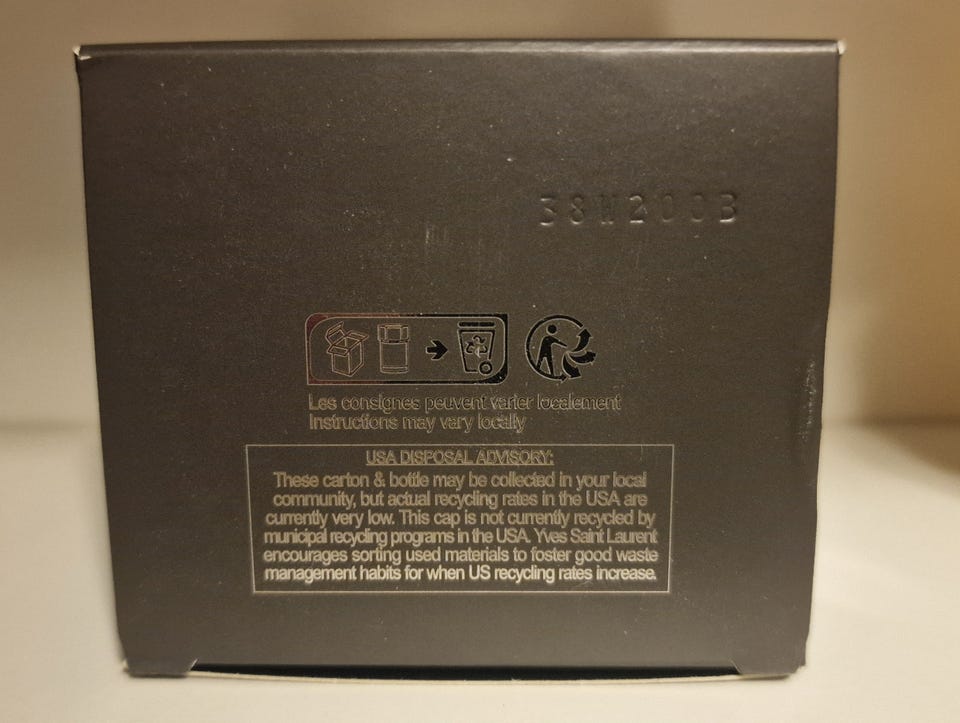 38W200B
Les consignes peuvent varier localement
Instructions may vary locally
USA DISPOSAL ADVISORY:
These carton & bottle may be collected in your local
community, but actual recycling rates in the USA are
currently very low. This cap is not currently recycled by
municipal recycling programs in the USA. Yves Saint Laurent
encourages sorting used materials to foster good waste
management habits for when US recycling rates increase.